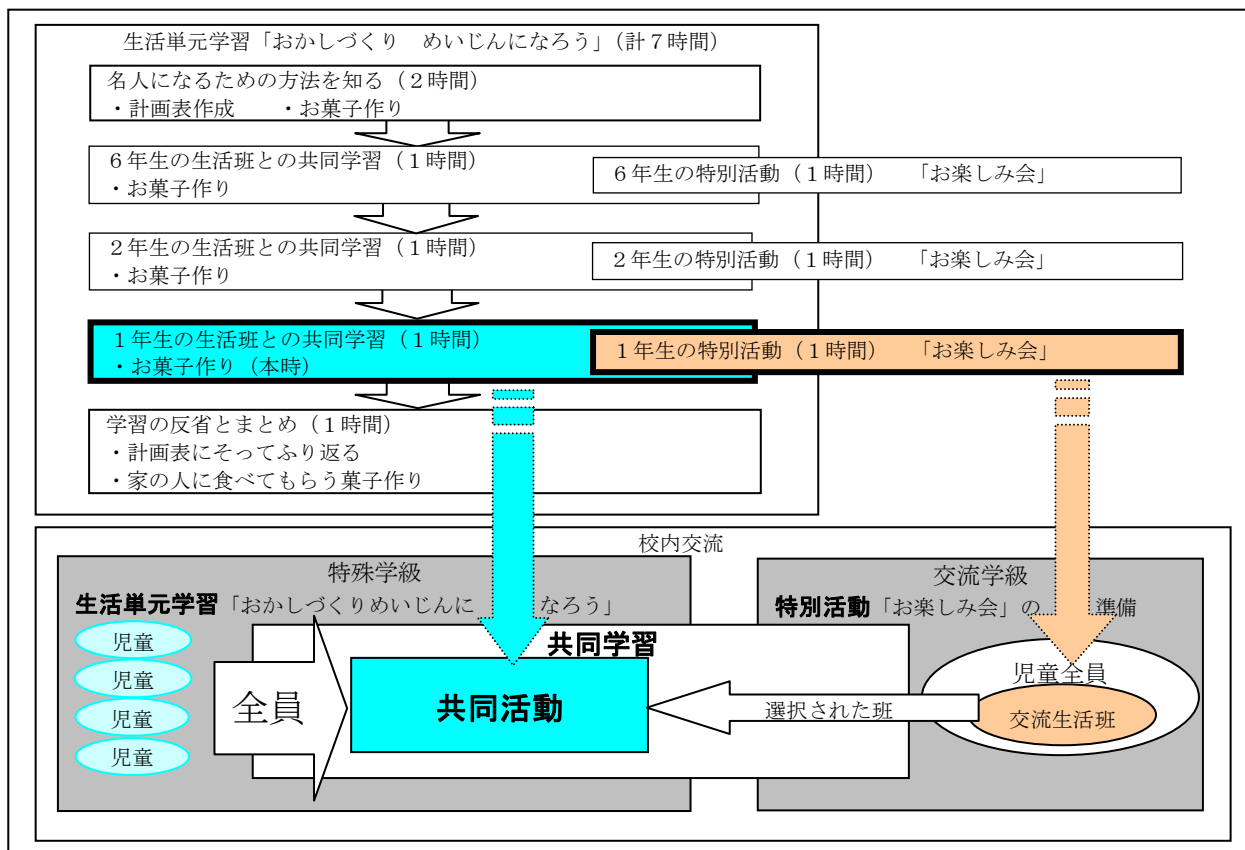 生活単元学習「おかしづくり　めいじんになろう」（計７時間）
名人になるための方法を知る（２時間）
・計画表作成　　・お菓子作り
６年生の生活班との共同学習（１時間）
・お菓子作り
６年生の特別活動（１時間）　「お楽しみ会」
２年生の生活班との共同学習（１時間）
・お菓子作り
２年生の特別活動（１時間）　「お楽しみ会」
１年生の生活班との共同学習（１時間）
・お菓子作り（本時）
１年生の特別活動（１時間）　「お楽しみ会」
学習の反省とまとめ（１時間）
・計画表にそってふり返る
・家の人に食べてもらう菓子作り
校内交流
特殊学級
生活単元学習「おかしづくりめいじんに　なろう」
児童
児童
児童
児童
全員
共同学習
共同活動
選択された班
交流学級
特別活動「お楽しみ会」の　準備
児童全員
交流生活班